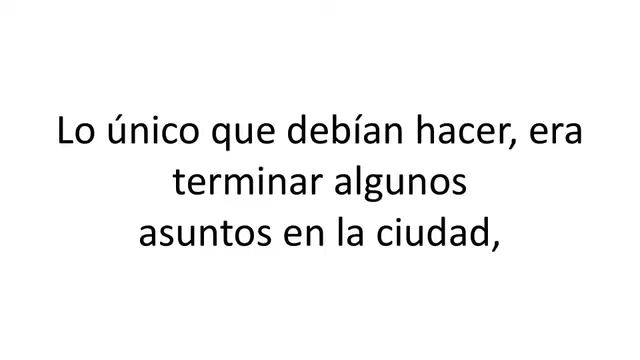 Lo único que debían hacer, era
terminar algunos
asuntos en la ciudad,